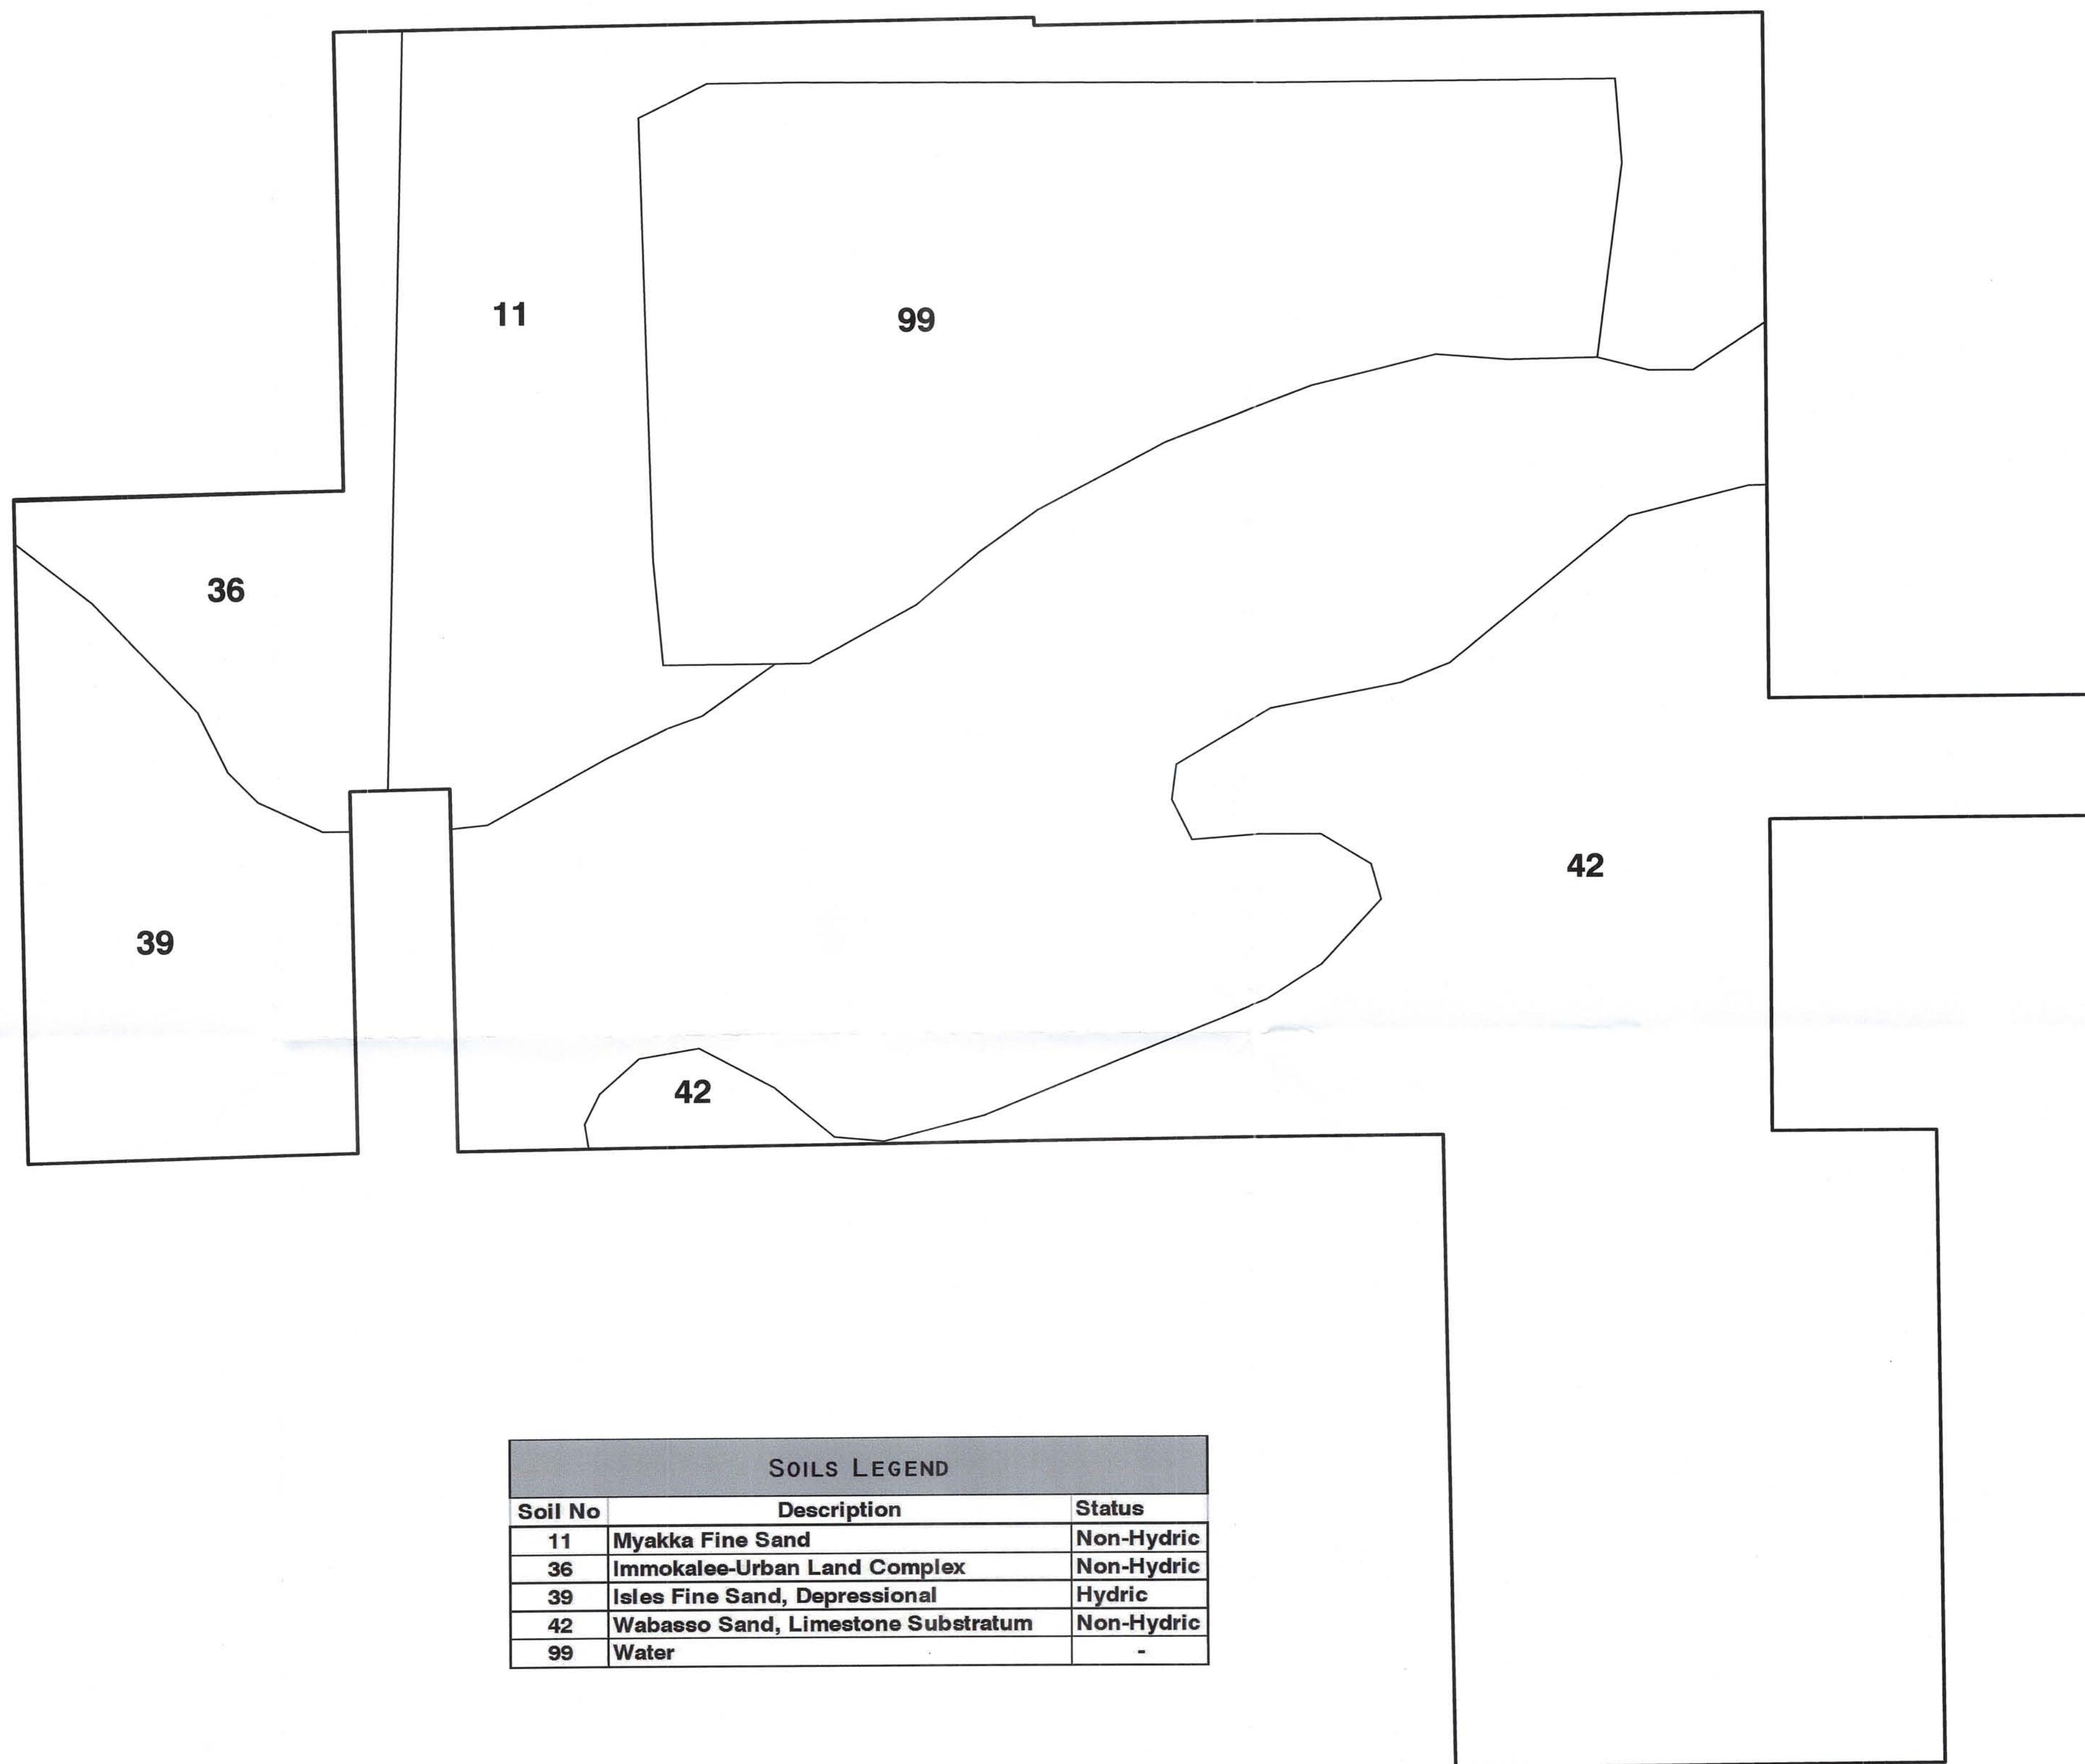 11
99
36
42
39
42
SOILS LEGEND
Soil No Description Status
11 Myakka Fine Sand Non-Hydric
36 Immokalee-Urban Land Complex Non-Hydric
39 Isles Fine Sand, Depressional Hydric
42 Wabasso Sand, Limestone Substratum Non-Hydric
99 Water -